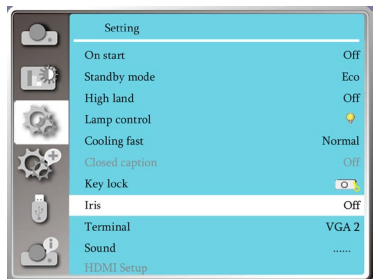 Setting
On start Off
Standby mode Eco
High land Off
Lamp control
Cooling fast Normal
Closed caption Off
Key lock
Iris Off
Terminal VGA 2
Sound ......
HDMI Setup